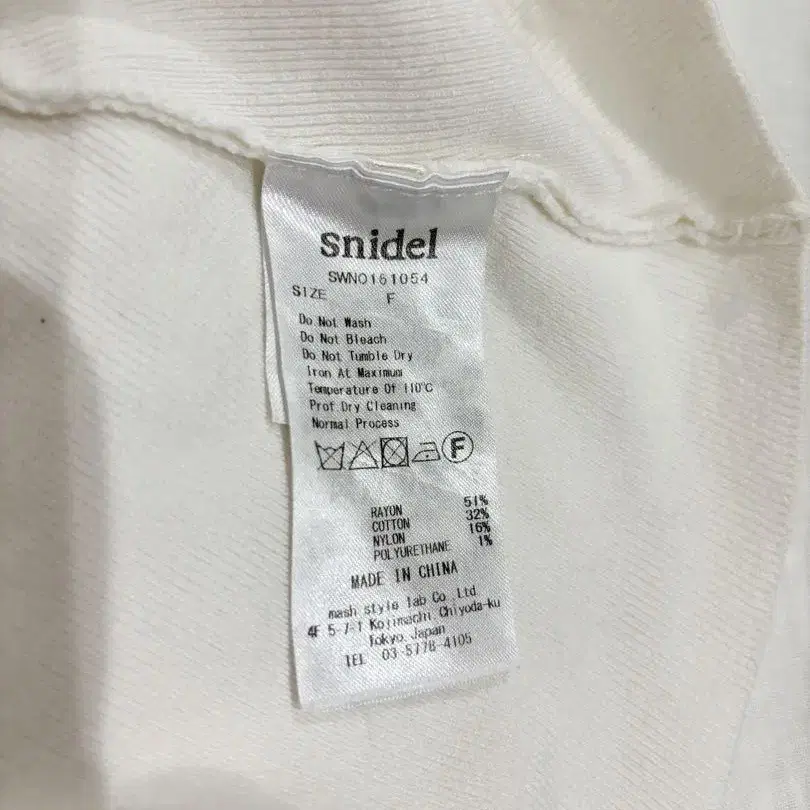 snidel
SWNO161054
SIZE F
Do Not Wash
Do Not Bleach
Do Not Tumble Dry
Iron At Maximum
Temperature Of 110℃
Prof.Dry Cleaning
Normal Process
F
RAYON 51%
COTTON 32%
NYLON 16%
POLYURETHANE 1%
MADE IN CHINA
mash style lab Co.,Ltd.
4F 5-7-1 Kojimachi, Chiyoda-ku
Tokyo, Japan
TEL 03-5778-4105